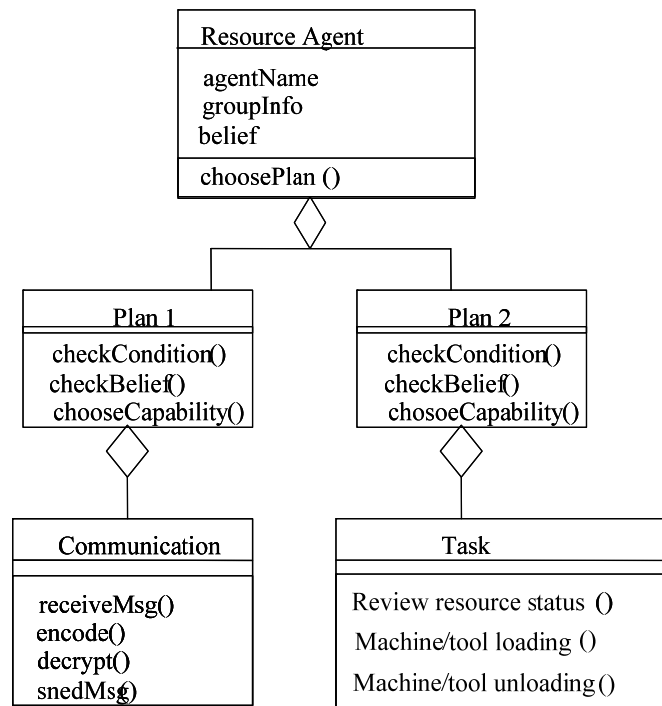 Resource Agent
agentName
groupInfo
belief
choosePlan ()
Plan 1
checkCondition()
checkBelief()
chooseCapability()
Plan 2
checkCondition()
checkBelief()
chosoeCapability()
Communication
receiveMsg()
encode()
decrypt()
snedMsg()
Task
Review resource status ()
Machine/tool loading ()
Machine/tool unloading()